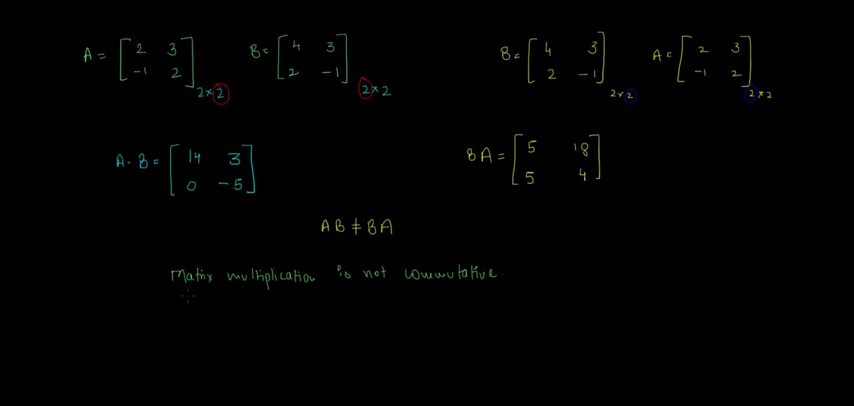 A = [ 2 3 -1 2 ] 2×2 B = [ 4 3 2 -1 ] 2×2 B = [ 4 3 2 -1 ] 2×2 A = [ 2 3 -1 2 ] 2×2
A · B = [ 14 3 0 -5 ] BA = [ 5 18 5 4 ]
AB ≠ BA
Matrix multiplication is not commutative.